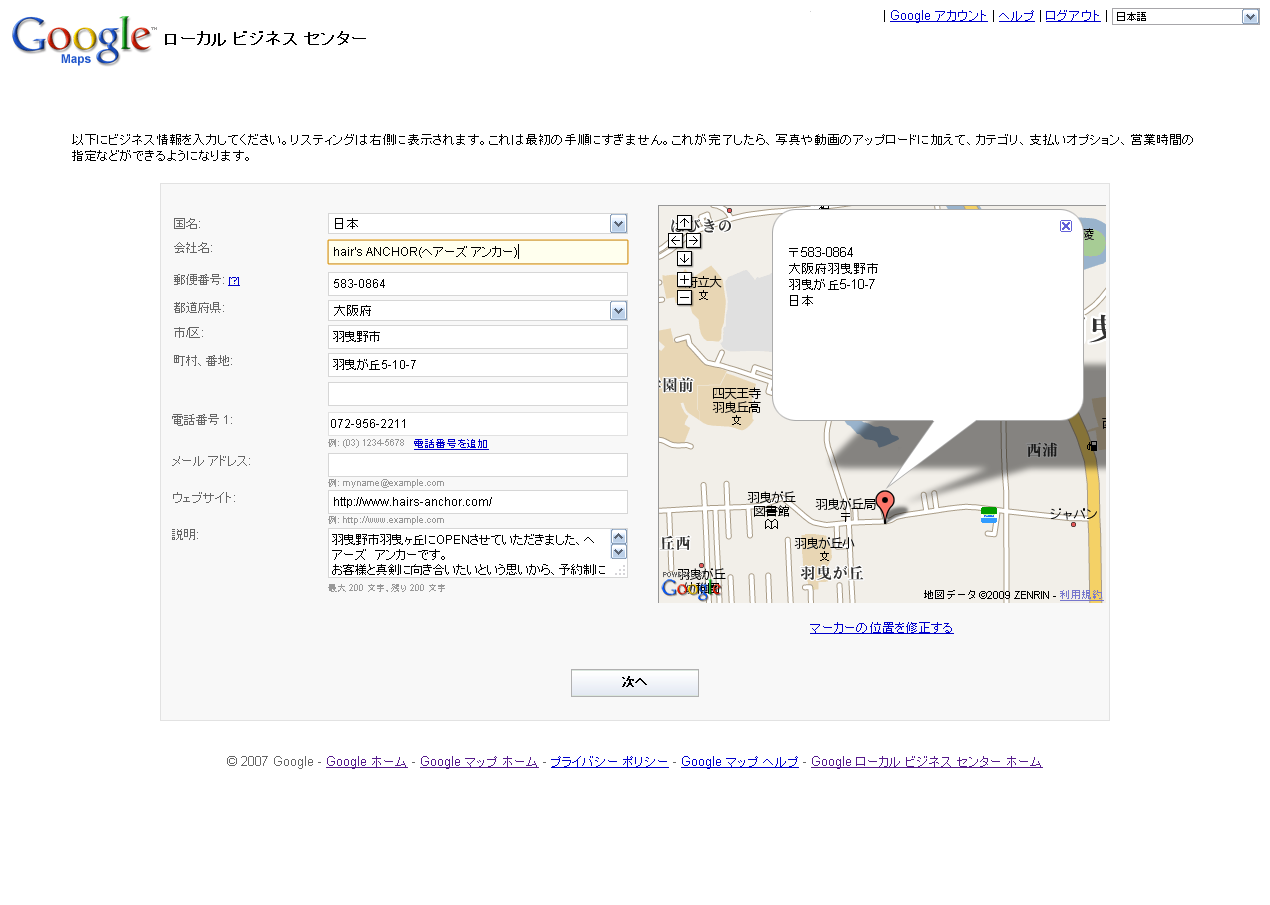 | Google アカウント | ヘルプ | ログアウト | 日本語
Google™ ローカル ビジネス センター
Maps
以下にビジネス情報を入力してください。リスティングは右側に表示されます。これは最初の手順にすぎません。これが完了したら、写真や動画のアップロードに加えて、カテゴリ、支払いオプション、営業時間の
指定などができるようになります。
国名: 日本
会社名: hair's ANCHOR(ヘアーズ アンカー)
郵便番号: [?] 583-0864
都道府県: 大阪府
市/区: 羽曳野市
町村、番地: 羽曳が丘5-10-7
電話番号 1: 072-956-2211
例: (03) 1234-5678 電話番号を追加
メール アドレス:
例: myname@example.com
ウェブサイト: http://www.hairs-anchor.com/
例: http://www.example.com
説明: 羽曳野市羽曳ヶ丘にOPENさせていただきました、ヘ
アーズ アンカーです。
お客様と真剣に向き合いたいという思いから、予約制に
最大 200 文字、残り 200 文字
〒583-0864
大阪府羽曳野市
羽曳が丘5-10-7
日本
きの
陵
府立大
文
曳
学園前
四天王寺
羽曳丘高
文
西浦
羽曳が丘
図書館
羽曳が丘局
〒
ジャパン
丘西
羽曳が丘小
文
羽曳が丘
羽曳が丘
幼稚園
Google
地図データ ©2009 ZENRIN - 利用規約
マーカーの位置を修正する
次へ
© 2007 Google - Google ホーム - Google マップ ホーム - プライバシー ポリシー - Google マップ ヘルプ - Google ローカル ビジネス センター ホーム